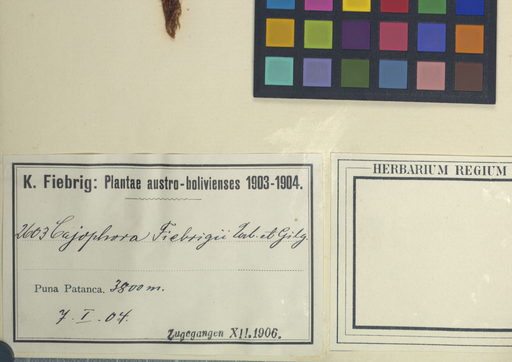 K. Fiebrig: Plantae austro-bolivienses 1903-1904.
2603 Cajophora Fiebrigii Urb. et Gilg.
Puna Patanca. 3800 m.
7. I. 04.
Zugegangen XII. 1906.
HERBARIUM REGIUM